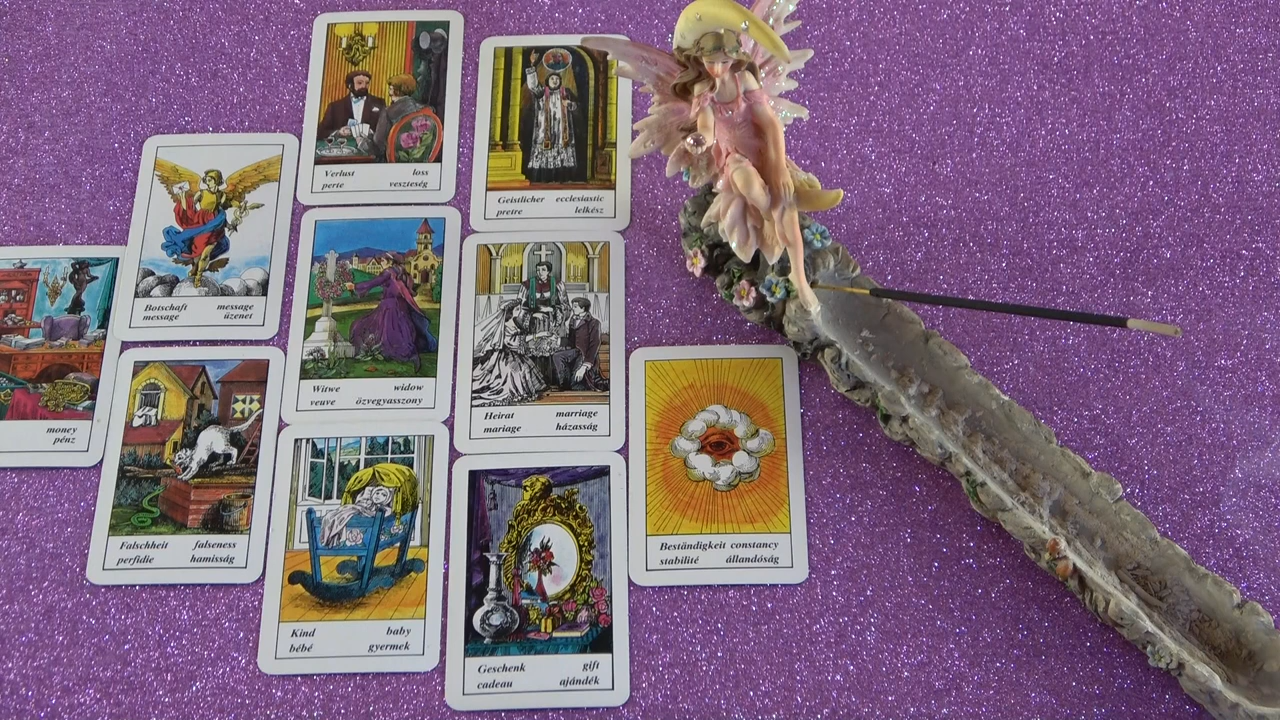 Verlust loss
perte veszteség
Geistlicher ecclesiastic
pretre lelkész
Botschaft message
message üzenet
money
pénz
Witwe widow
veuve özvegyasszony
Heirat marriage
mariage házasság
Falschheit falseness
perfidie hamisság
Kind baby
bébé gyermek
Geschenk gift
cadeau ajándék
Beständigkeit constancy
stabilité állandóság